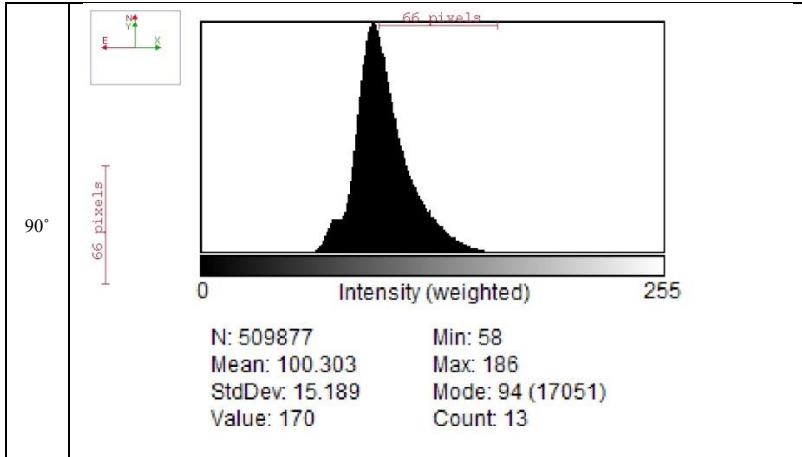 N
Y
E X
66 pixels
66 pixels
90°
0 Intensity (weighted) 255
N: 509877 Min: 58
Mean: 100.303 Max: 186
StdDev: 15.189 Mode: 94 (17051)
Value: 170 Count: 13